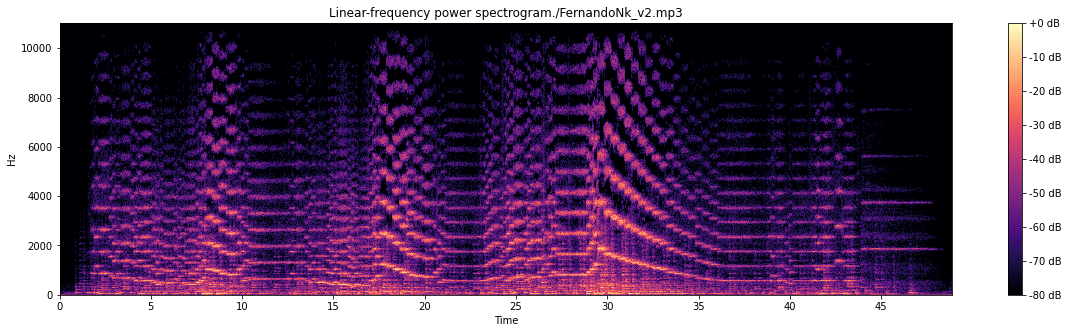 Linear-frequency power spectrogram./FernandoNk_v2.mp3
10000
8000
6000
4000
2000
0
Hz
0 5 10 15 20 25 30 35 40 45
Time
+0 dB
-10 dB
-20 dB
-30 dB
-40 dB
-50 dB
-60 dB
-70 dB
-80 dB